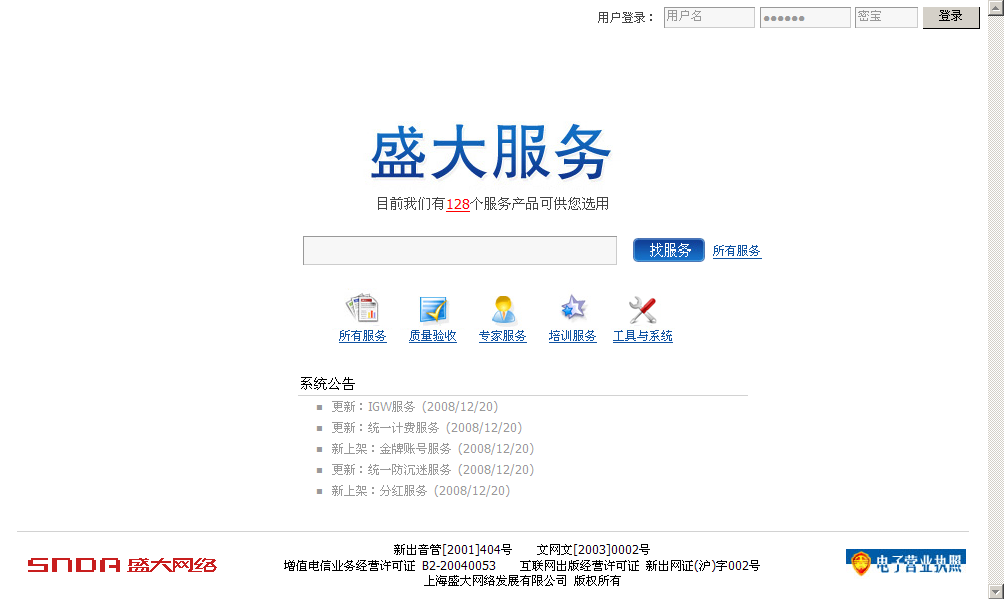 用户登录： 用户名 ●●●●●● 密宝 登录
盛大服务
目前我们有128个服务产品可供您选用
找服务 所有服务
所有服务 质量验收 专家服务 培训服务 工具与系统
系统公告
更新：IGW服务 (2008/12/20)
更新：统一计费服务 (2008/12/20)
新上架：金牌账号服务 (2008/12/20)
更新：统一防沉迷服务 (2008/12/20)
新上架：分红服务 (2008/12/20)
新出音管[2001]404号 文网文[2003]0002号
SNDA 盛大网络 增值电信业务经营许可证 B2-20040053 互联网出版经营许可证 新出网证(沪)字002号 电子营业执照
上海盛大网络发展有限公司 版权所有